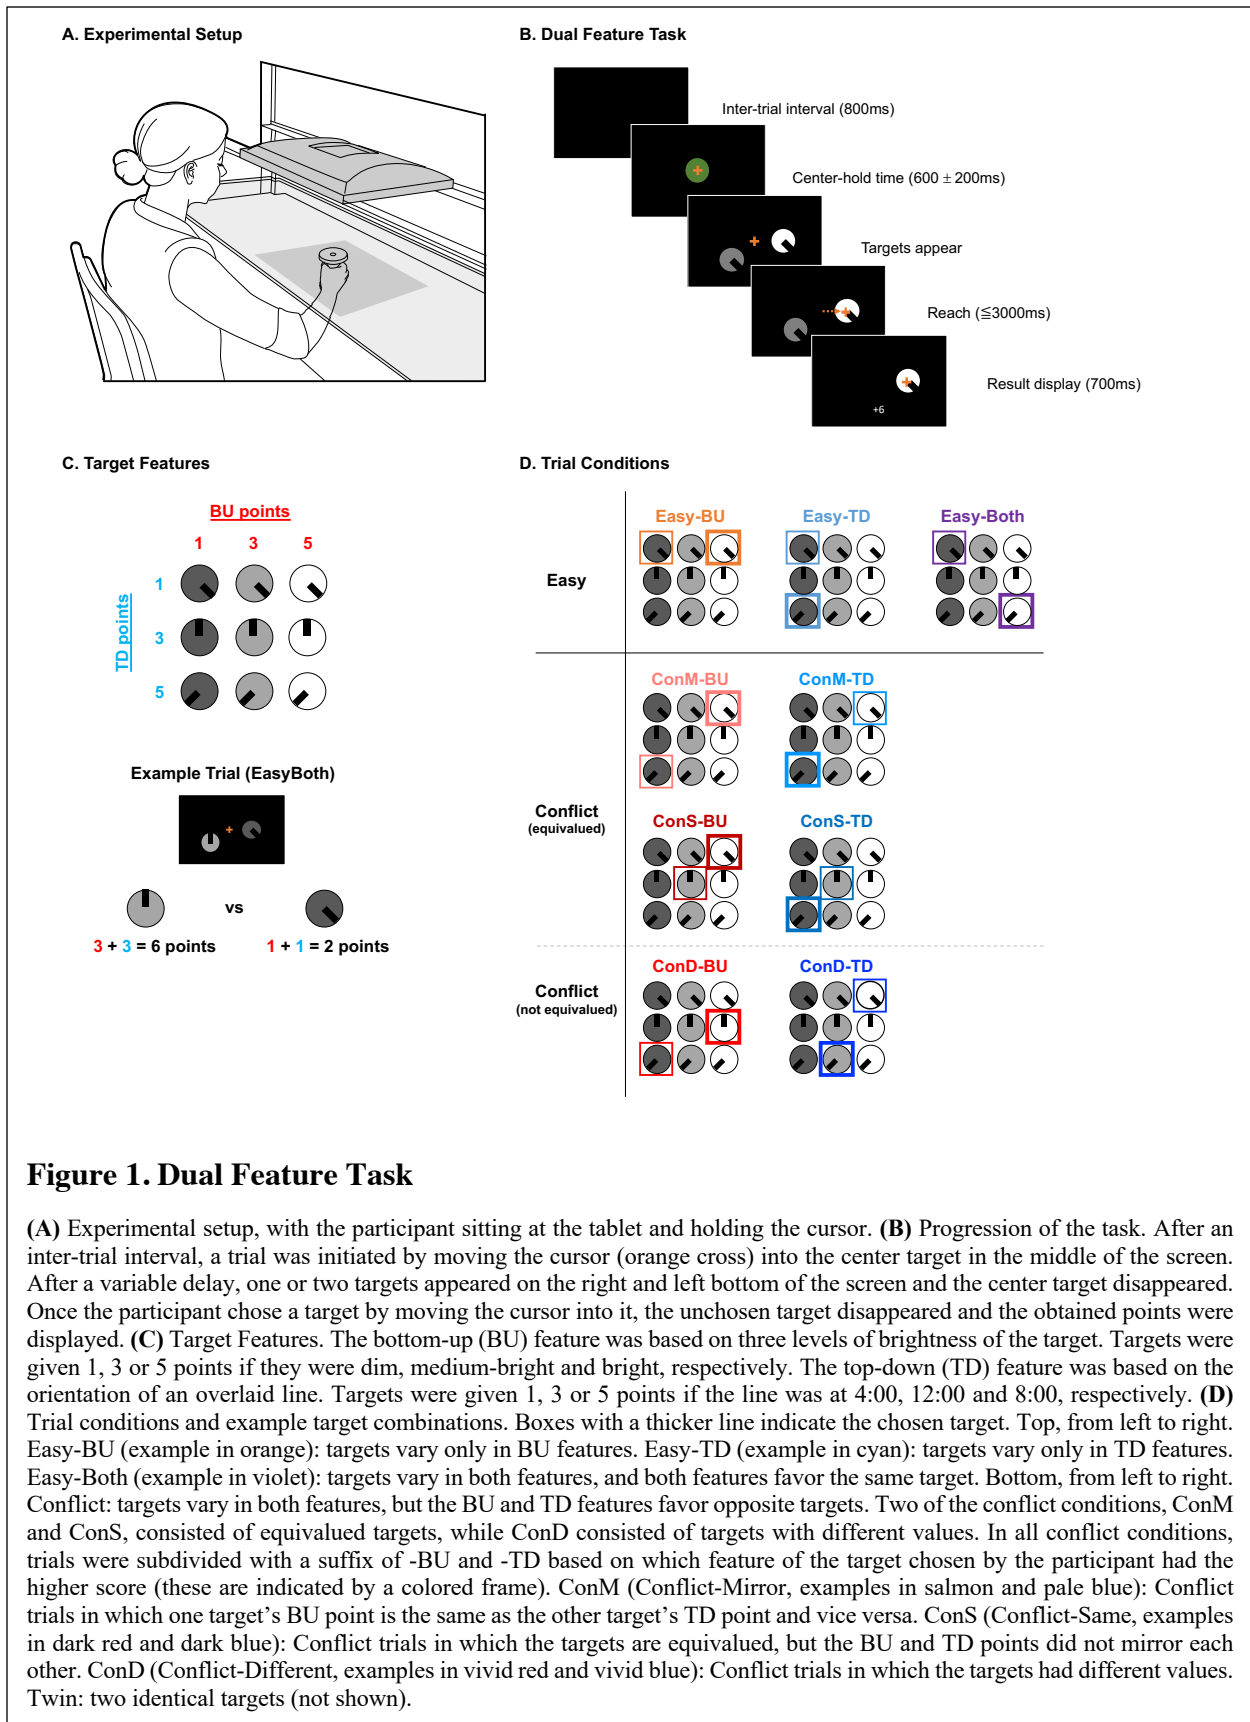 A. Experimental Setup
B. Dual Feature Task
Inter-trial interval (800ms)
Center-hold time (600 ± 200ms)
Targets appear
Reach (≦3000ms)
Result display (700ms)
+6
C. Target Features
BU points
1 3 5
TD points
1
3
5
Example Trial (EasyBoth)
vs
3 + 3 = 6 points
1 + 1 = 2 points
D. Trial Conditions
Easy-BU
Easy-TD
Easy-Both
Easy
ConM-BU
ConM-TD
Conflict
(equivalued)
ConS-BU
ConS-TD
ConD-BU
ConD-TD
Conflict
(not equivalued)
Figure 1. Dual Feature Task
(A) Experimental setup, with the participant sitting at the tablet and holding the cursor. (B) Progression of the task. After an
inter-trial interval, a trial was initiated by moving the cursor (orange cross) into the center target in the middle of the screen.
After a variable delay, one or two targets appeared on the right and left bottom of the screen and the center target disappeared.
Once the participant chose a target by moving the cursor into it, the unchosen target disappeared and the obtained points were
displayed. (C) Target Features. The bottom-up (BU) feature was based on three levels of brightness of the target. Targets were
given 1, 3 or 5 points if they were dim, medium-bright and bright, respectively. The top-down (TD) feature was based on the
orientation of an overlaid line. Targets were given 1, 3 or 5 points if the line was at 4:00, 12:00 and 8:00, respectively. (D)
Trial conditions and example target combinations. Boxes with a thicker line indicate the chosen target. Top, from left to right.
Easy-BU (example in orange): targets vary only in BU features. Easy-TD (example in cyan): targets vary only in TD features.
Easy-Both (example in violet): targets vary in both features, and both features favor the same target. Bottom, from left to right.
Conflict: targets vary in both features, but the BU and TD features favor opposite targets. Two of the conflict conditions, ConM
and ConS, consisted of equivalued targets, while ConD consisted of targets with different values. In all conflict conditions,
trials were subdivided with a suffix of -BU and -TD based on which feature of the target chosen by the participant had the
higher score (these are indicated by a colored frame). ConM (Conflict-Mirror, examples in salmon and pale blue): Conflict
trials in which one target’s BU point is the same as the other target’s TD point and vice versa. ConS (Conflict-Same, examples
in dark red and dark blue): Conflict trials in which the targets are equivalued, but the BU and TD points did not mirror each
other. ConD (Conflict-Different, examples in vivid red and vivid blue): Conflict trials in which the targets had different values.
Twin: two identical targets (not shown).